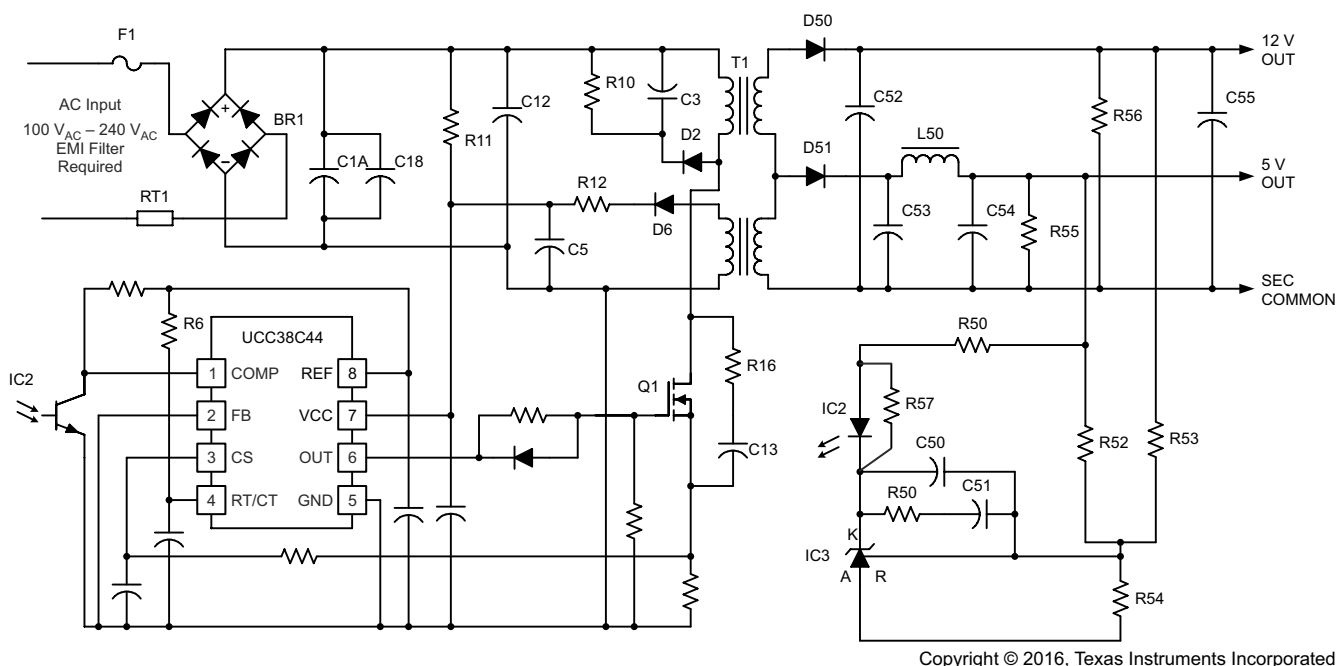 F1
AC Input
100 VAC – 240 VAC
EMI Filter
Required
RT1
+
−
BR1
C1A
C18
R11
C12
R10
C3
D2
T1
R12
D6
C5
D50
D51
C52
L50
C53
C54
R55
R56
C55
12 V
OUT
5 V
OUT
SEC
COMMON
R6
UCC38C44
IC2
1 COMP
REF 8
2 FB
VCC 7
3 CS
OUT 6
4 RT/CT
GND 5
Q1
R16
C13
R50
IC2
R57
C50
C51
R50
R52
R53
K
IC3
A
R
R54
Copyright © 2016, Texas Instruments Incorporated